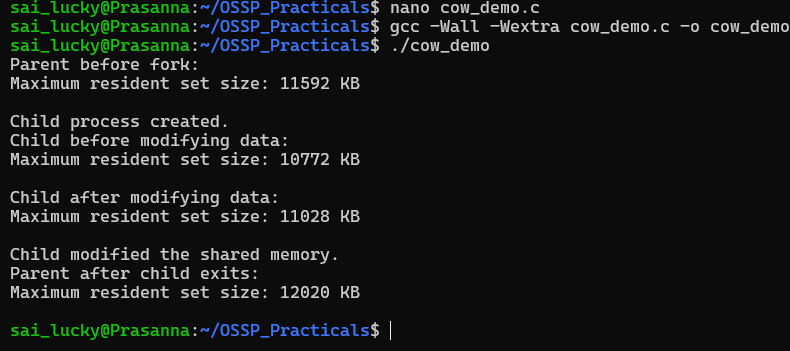 sai_lucky@Prasanna:~/OSSP_Practicals$ nano cow_demo.c
sai_lucky@Prasanna:~/OSSP_Practicals$ gcc -Wall -Wextra cow_demo.c -o cow_demo
sai_lucky@Prasanna:~/OSSP_Practicals$ ./cow_demo
Parent before fork:
Maximum resident set size: 11592 KB

Child process created.
Child before modifying data:
Maximum resident set size: 10772 KB

Child after modifying data:
Maximum resident set size: 11028 KB

Child modified the shared memory.
Parent after child exits:
Maximum resident set size: 12020 KB

sai_lucky@Prasanna:~/OSSP_Practicals$